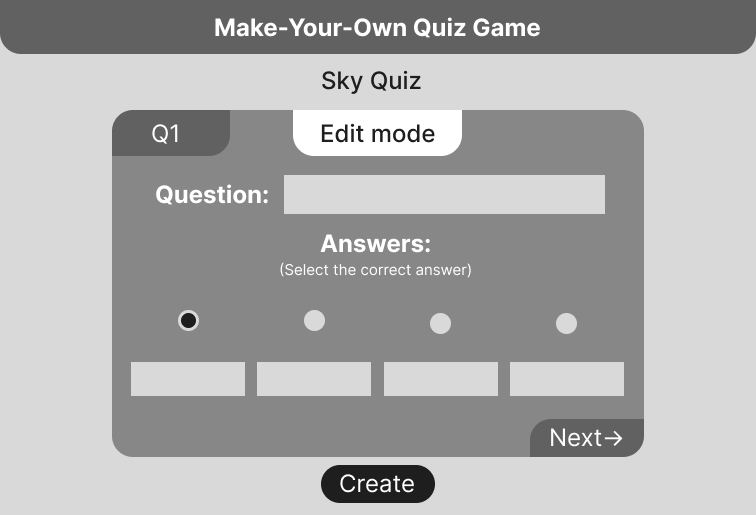 Make-Your-Own Quiz Game
Sky Quiz
Q1
Edit mode
Question:
Answers:
(Select the correct answer)
Next→
Create